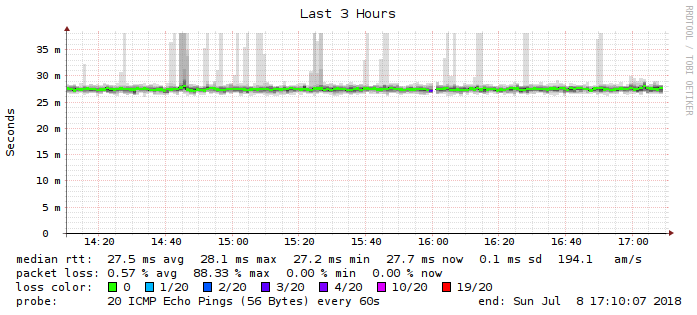 Last 3 Hours
RRDTOOL / TOBI OETIKER
Seconds
35 m
30 m
25 m
20 m
15 m
10 m
5 m
0
14:20 14:40 15:00 15:20 15:40 16:00 16:20 16:40 17:00
median rtt: 27.5 ms avg 28.1 ms max 27.2 ms min 27.7 ms now 0.1 ms sd 194.1 am/s
packet loss: 0.57 % avg 88.33 % max 0.00 % min 0.00 % now
loss color: 0 1/20 2/20 3/20 4/20 10/20 19/20
probe: 20 ICMP Echo Pings (56 Bytes) every 60s end: Sun Jul 8 17:10:07 2018